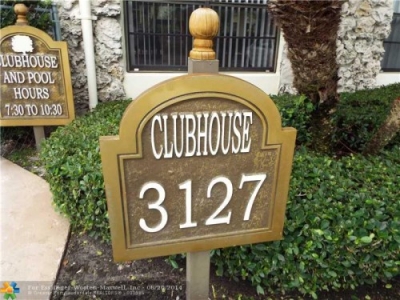 CLUBHOUSE
AND POOL
HOURS
7:30 TO 10:30
CLUBHOUSE
3127